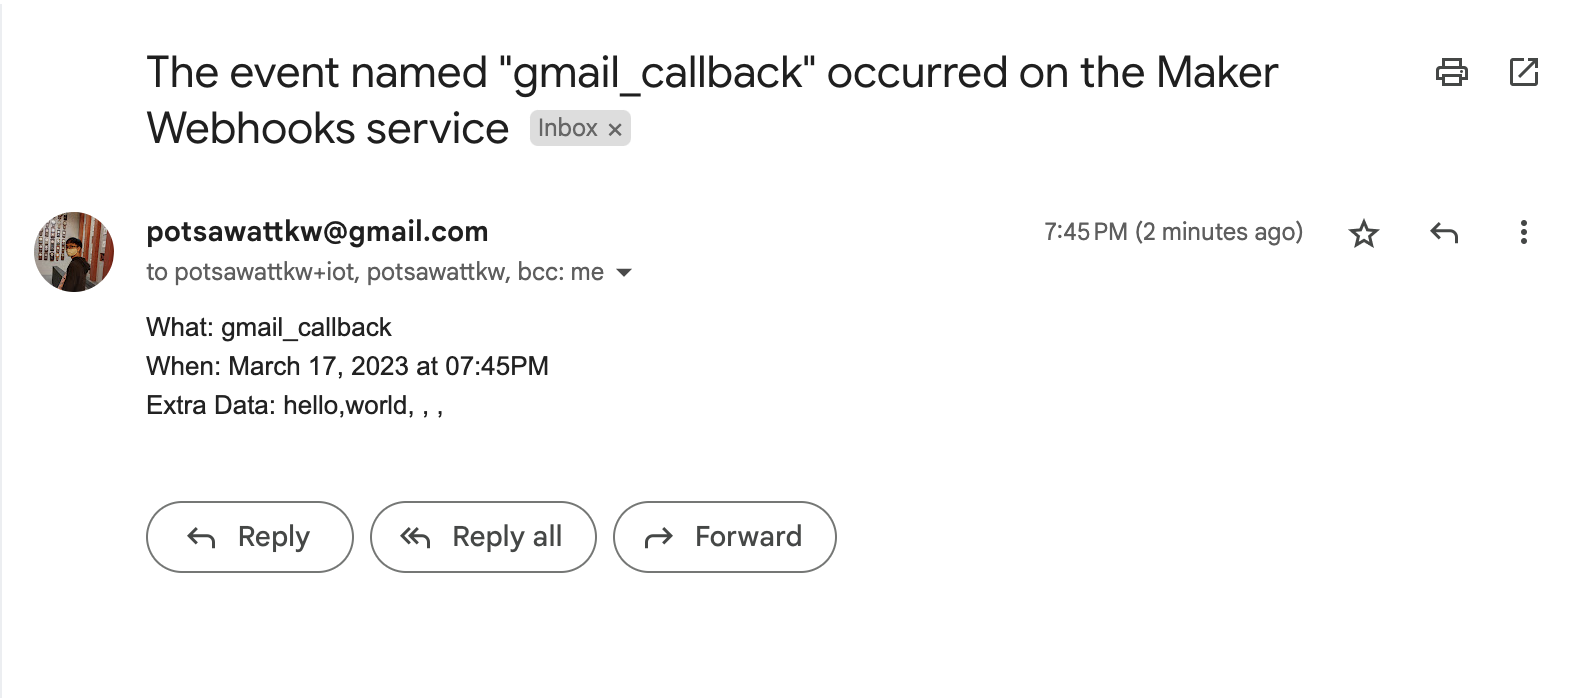 The event named "gmail_callback" occurred on the Maker
Webhooks service Inbox ×
potsawattkw@gmail.com 7:45 PM (2 minutes ago)
to potsawattkw+iot, potsawattkw, bcc: me
What: gmail_callback
When: March 17, 2023 at 07:45PM
Extra Data: hello,world, , ,
Reply Reply all Forward